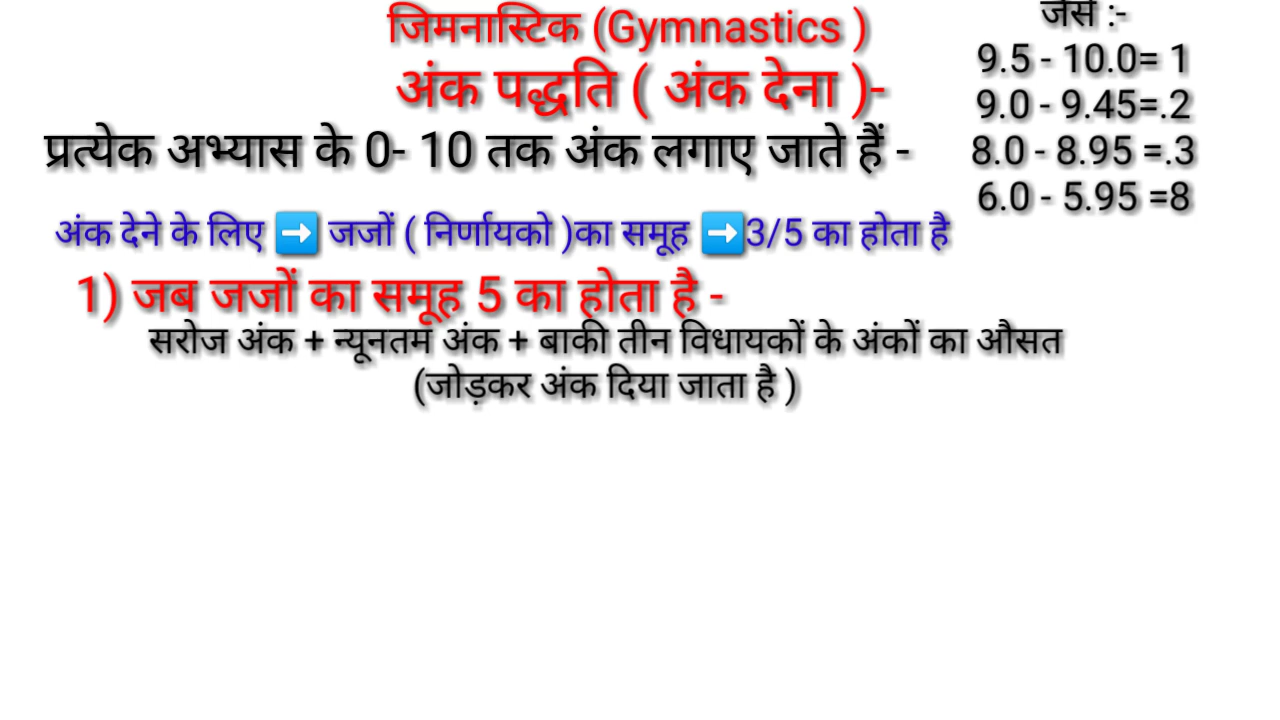 जिमनास्टिक (Gymnastics )
अंक पद्धति ( अंक देना )-
प्रत्येक अभ्यास के 0- 10 तक अंक लगाए जाते हैं -
जैसे :-
9.5 - 10.0= 1
9.0 - 9.45=.2
8.0 - 8.95 =.3
6.0 - 5.95 =8
अंक देने के लिए ➡️ जजों ( निर्णायको )का समूह ➡️3/5 का होता है
1) जब जजों का समूह 5 का होता है -
सरोज अंक + न्यूनतम अंक + बाकी तीन विधायकों के अंकों का औसत
(जोड़कर अंक दिया जाता है )